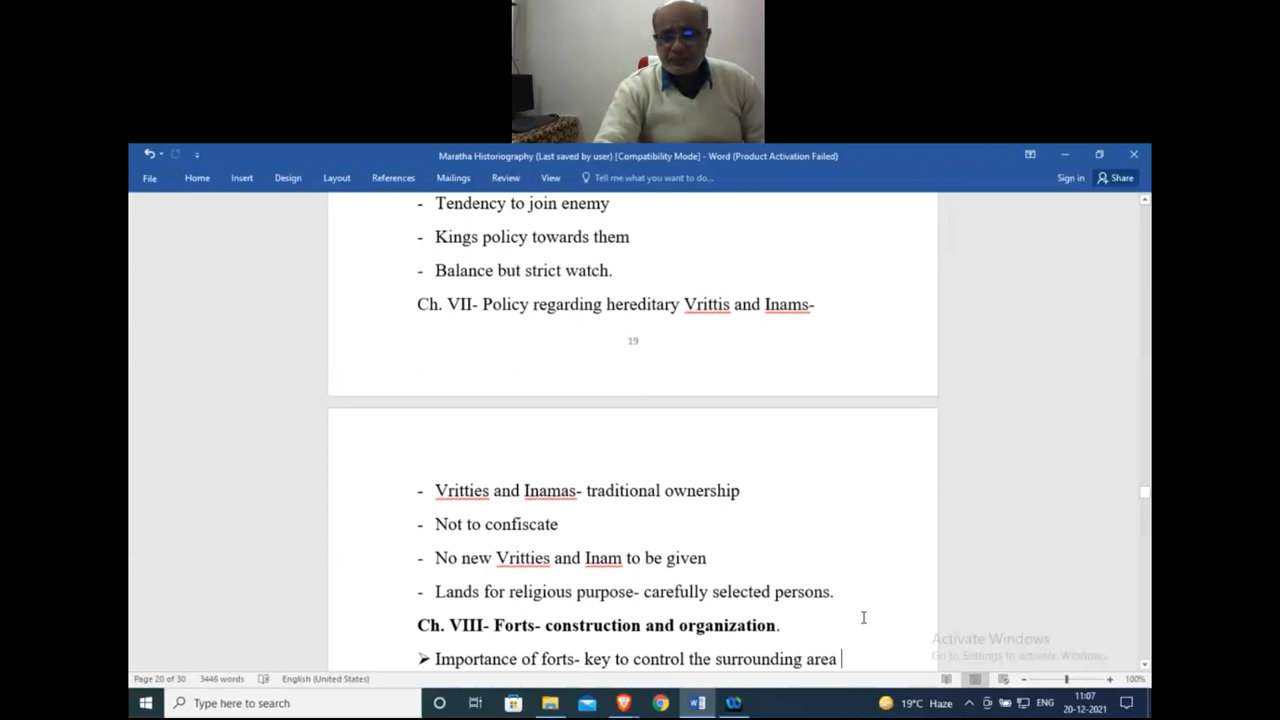 Maratha Historiography (Last saved by user) [Compatibility Mode] - Word (Product Activation Failed)
File Home Insert Design Layout References Mailings Review View Tell me what you want to do... Sign in Share
- Tendency to join enemy
- Kings policy towards them
- Balance but strict watch.
Ch. VII- Policy regarding hereditary Vrittis and Inams-
19
- Vritties and Inamas- traditional ownership
- Not to confiscate
- No new Vritties and Inam to be given
- Lands for religious purpose- carefully selected persons.
Ch. VIII- Forts- construction and organization.
➤ Importance of forts- key to control the surrounding area
Activate Windows
Go to Settings to activate Windows.
Page 20 of 30 3446 words English (United States) 100%
Type here to search 19°C Haze ENG 11:07
20-12-2021